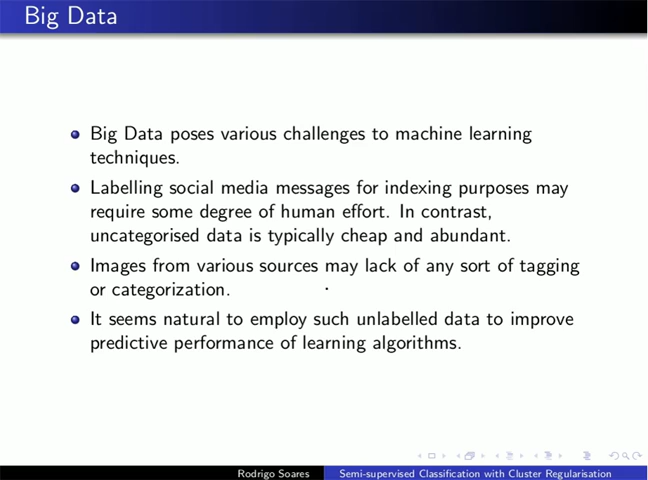 Big Data
Big Data poses various challenges to machine learning
techniques.
Labelling social media messages for indexing purposes may
require some degree of human effort. In contrast,
uncategorised data is typically cheap and abundant.
Images from various sources may lack of any sort of tagging
or categorization.
It seems natural to employ such unlabelled data to improve
predictive performance of learning algorithms.
Rodrigo Soares
Semi-supervised Classification with Cluster Regularisation